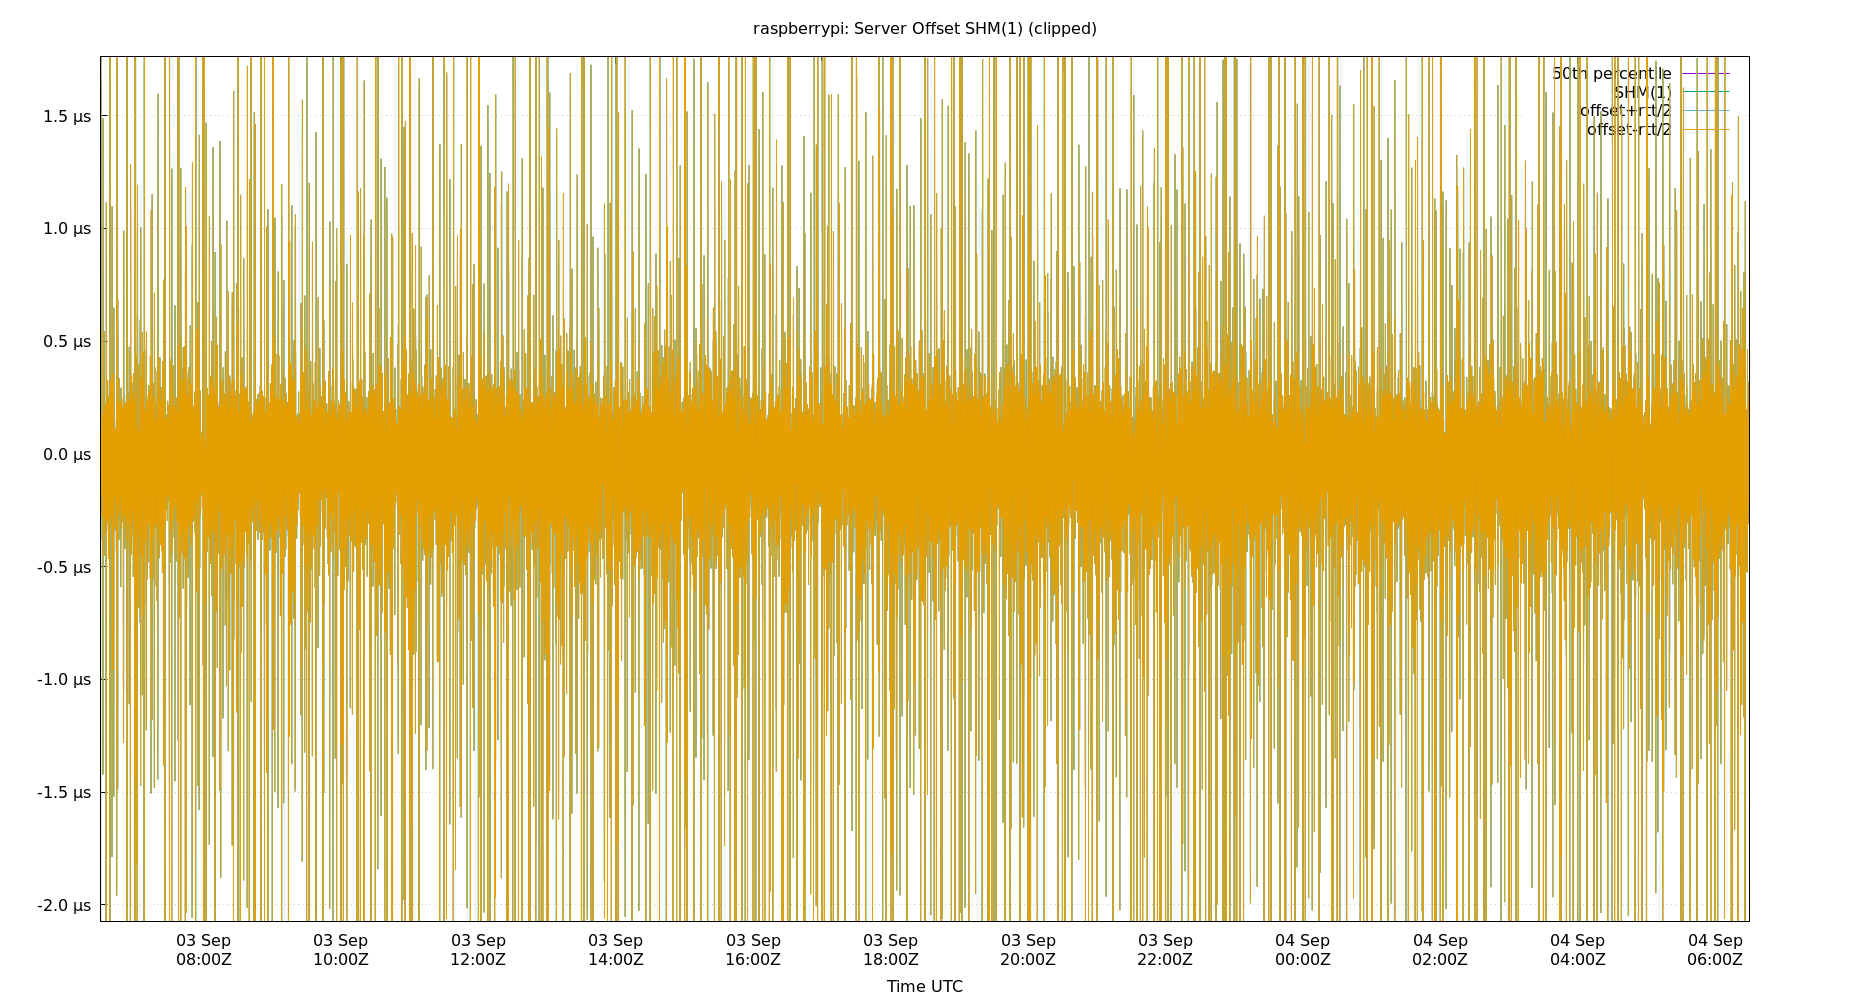 raspberrypi: Server Offset SHM(1) (clipped)
50th percentile
SHM(1)
offset+rtt/2
offset-rtt/2
1.5 µs
1.0 µs
0.5 µs
0.0 µs
-0.5 µs
-1.0 µs
-1.5 µs
-2.0 µs
03 Sep 03 Sep 03 Sep 03 Sep 03 Sep 03 Sep 03 Sep 03 Sep 04 Sep 04 Sep 04 Sep 04 Sep
08:00Z 10:00Z 12:00Z 14:00Z 16:00Z 18:00Z 20:00Z 22:00Z 00:00Z 02:00Z 04:00Z 06:00Z
Time UTC